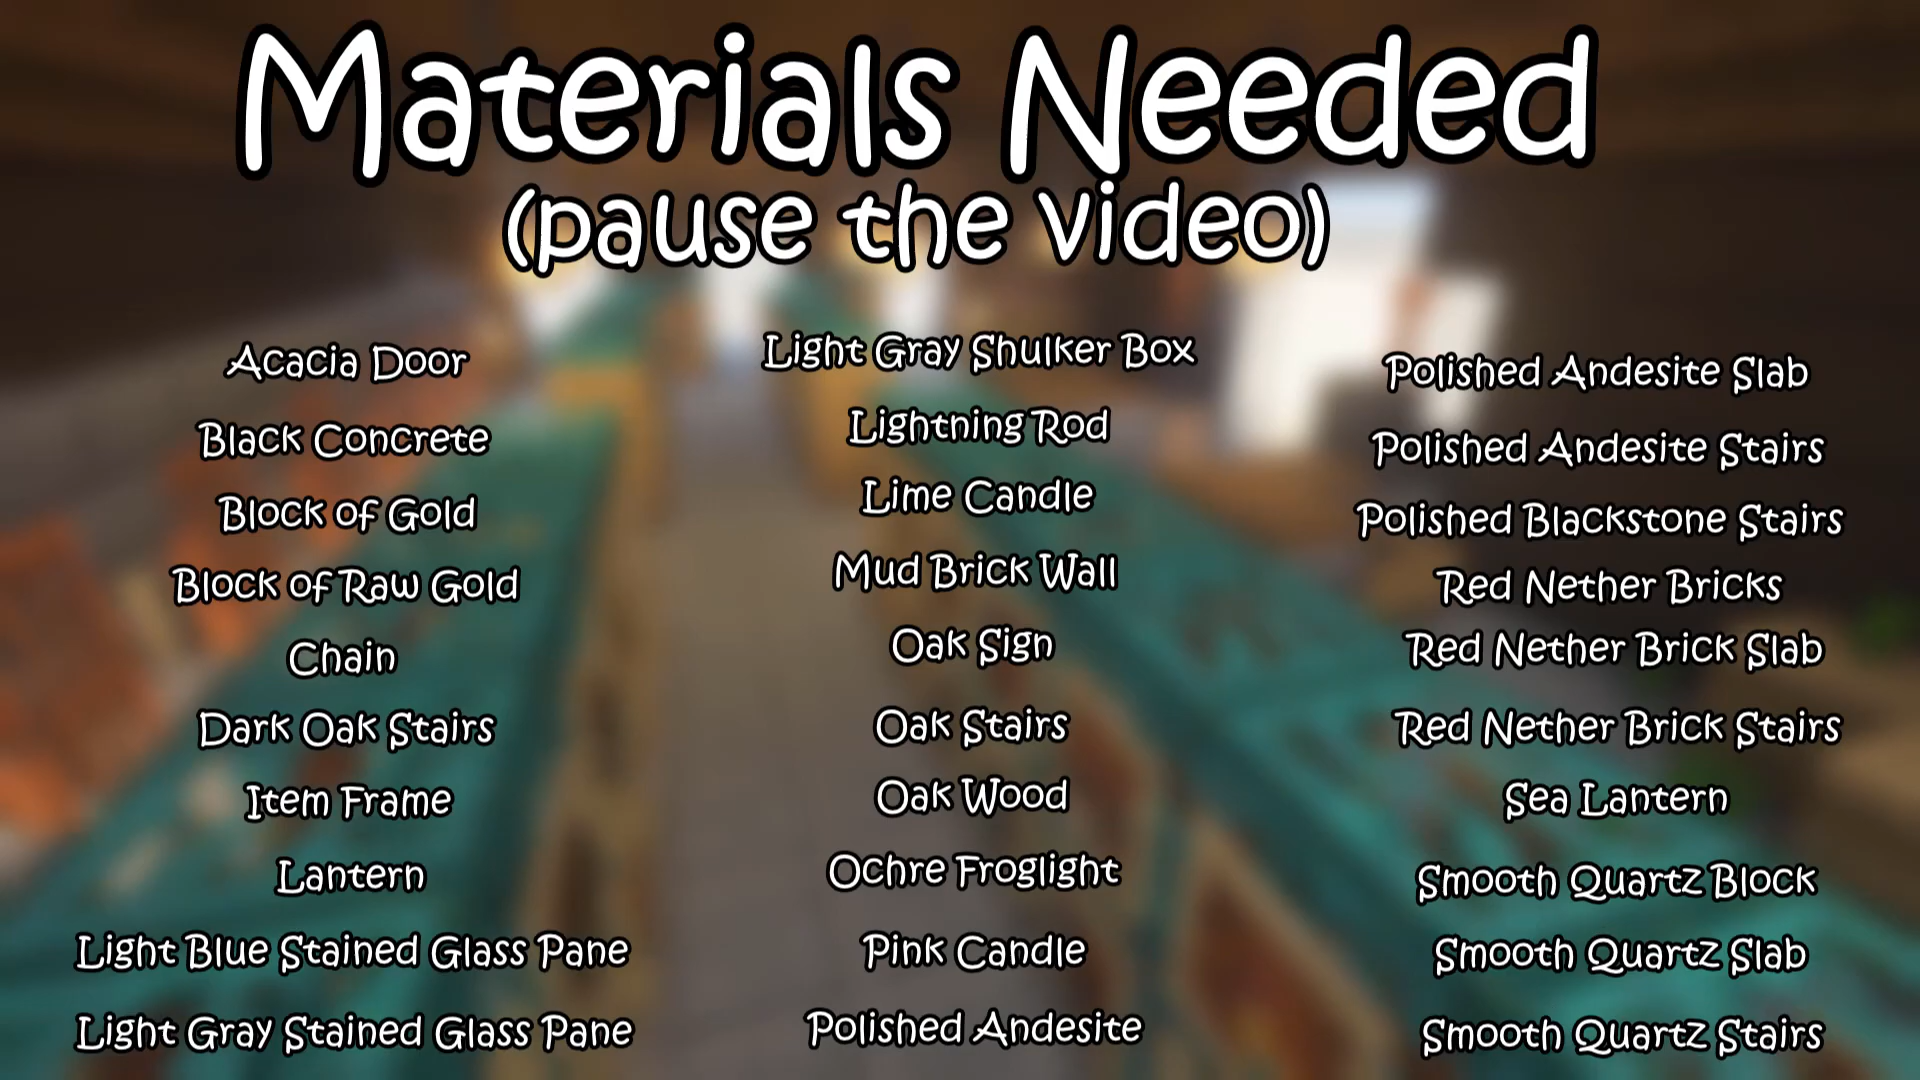 Materials Needed
(pause the video)
Acacia Door
Black Concrete
Block of Gold
Block of Raw Gold
Chain
Dark Oak Stairs
Item Frame
Lantern
Light Blue Stained Glass Pane
Light Gray Stained Glass Pane
Light Gray Shulker Box
Lightning Rod
Lime Candle
Mud Brick Wall
Oak Sign
Oak Stairs
Oak Wood
Ochre Froglight
Pink Candle
Polished Andesite
Polished Andesite Slab
Polished Andesite Stairs
Polished Blackstone Stairs
Red Nether Bricks
Red Nether Brick Slab
Red Nether Brick Stairs
Sea Lantern
Smooth Quartz Block
Smooth Quartz Slab
Smooth Quartz Stairs